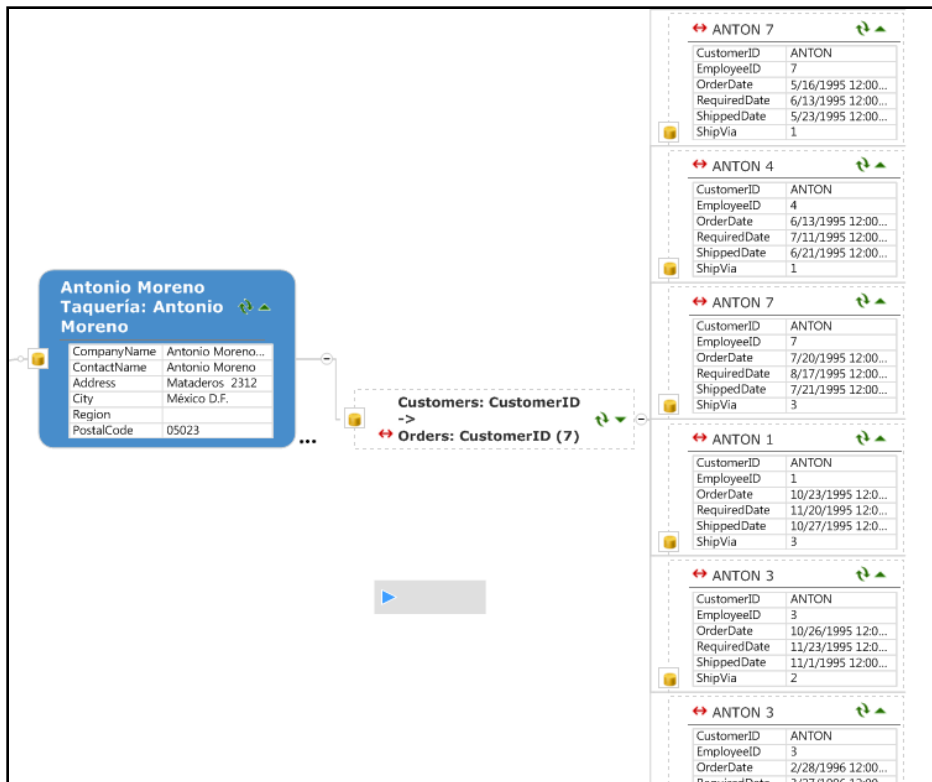 Antonio Moreno
Taquería: Antonio
Moreno
CompanyName Antonio Moreno...
ContactName Antonio Moreno
Address Mataderos 2312
City México D.F.
Region
PostalCode 05023
...
Customers: CustomerID
->
Orders: CustomerID (7)
ANTON 7
CustomerID ANTON
EmployeeID 7
OrderDate 5/16/1995 12:00...
RequiredDate 6/13/1995 12:00...
ShippedDate 5/23/1995 12:00...
ShipVia 1
ANTON 4
CustomerID ANTON
EmployeeID 4
OrderDate 6/13/1995 12:00...
RequiredDate 7/11/1995 12:00...
ShippedDate 6/21/1995 12:00...
ShipVia 1
ANTON 7
CustomerID ANTON
EmployeeID 7
OrderDate 7/20/1995 12:00...
RequiredDate 8/17/1995 12:00...
ShippedDate 7/21/1995 12:00...
ShipVia 3
ANTON 1
CustomerID ANTON
EmployeeID 1
OrderDate 10/23/1995 12:0...
RequiredDate 11/20/1995 12:0...
ShippedDate 10/27/1995 12:0...
ShipVia 3
ANTON 3
CustomerID ANTON
EmployeeID 3
OrderDate 10/26/1995 12:0...
RequiredDate 11/23/1995 12:0...
ShippedDate 11/1/1995 12:00...
ShipVia 2
ANTON 3
CustomerID ANTON
EmployeeID 3
OrderDate 2/28/1996 12:00...